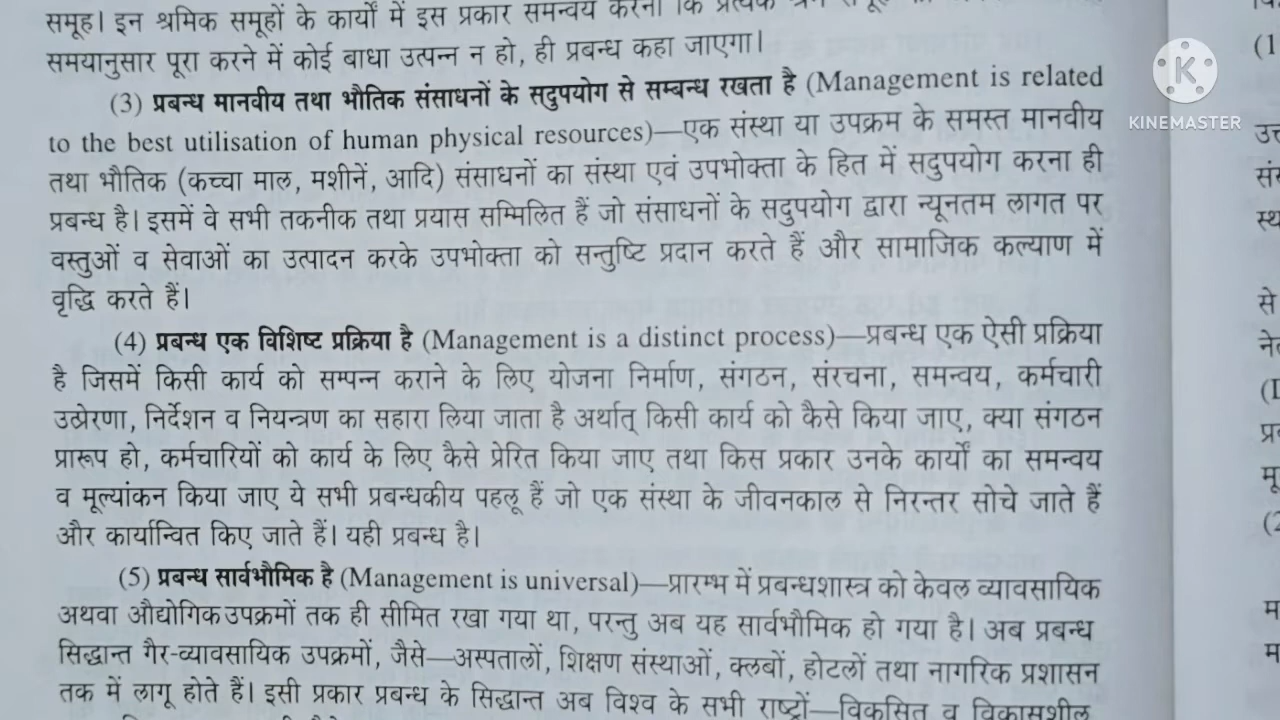 समूह। इन श्रमिक समूहों के कार्यों में इस प्रकार समन्वय करना कि प्रत्येक
समयानुसार पूरा करने में कोई बाधा उत्पन्न न हो, ही प्रबन्ध कहा जाएगा।
(3) प्रबन्ध मानवीय तथा भौतिक संसाधनों के सदुपयोग से सम्बन्ध रखता है (Management is related
to the best utilisation of human physical resources)—एक संस्था या उपक्रम के समस्त मानवीय
तथा भौतिक (कच्चा माल, मशीनें, आदि) संसाधनों का संस्था एवं उपभोक्ता के हित में सदुपयोग करना ही
प्रबन्ध है। इसमें वे सभी तकनीक तथा प्रयास सम्मिलित हैं जो संसाधनों के सदुपयोग द्वारा न्यूनतम लागत पर
वस्तुओं व सेवाओं का उत्पादन करके उपभोक्ता को सन्तुष्टि प्रदान करते हैं और सामाजिक कल्याण में
वृद्धि करते हैं।
(4) प्रबन्ध एक विशिष्ट प्रक्रिया है (Management is a distinct process)—प्रबन्ध एक ऐसी प्रक्रिया
है जिसमें किसी कार्य को सम्पन्न कराने के लिए योजना निर्माण, संगठन, संरचना, समन्वय, कर्मचारी
उत्प्रेरणा, निर्देशन व नियन्त्रण का सहारा लिया जाता है अर्थात् किसी कार्य को कैसे किया जाए, क्या संगठन
प्रारूप हो, कर्मचारियों को कार्य के लिए कैसे प्रेरित किया जाए तथा किस प्रकार उनके कार्यों का समन्वय
व मूल्यांकन किया जाए ये सभी प्रबन्धकीय पहलू हैं जो एक संस्था के जीवनकाल से निरन्तर सोचे जाते हैं
और कार्यान्वित किए जाते हैं। यही प्रबन्ध है।
(5) प्रबन्ध सार्वभौमिक है (Management is universal)—प्रारम्भ में प्रबन्धशास्त्र को केवल व्यावसायिक
अथवा औद्योगिक उपक्रमों तक ही सीमित रखा गया था, परन्तु अब यह सार्वभौमिक हो गया है। अब प्रबन्ध
सिद्धान्त गैर-व्यावसायिक उपक्रमों, जैसे—अस्पतालों, शिक्षण संस्थाओं, क्लबों, होटलों तथा नागरिक प्रशासन
तक में लागू होते हैं। इसी प्रकार प्रबन्ध के सिद्धान्त अब विश्व के सभी राष्ट्रों—विकसित व विकासशील
K
KINEMASTER